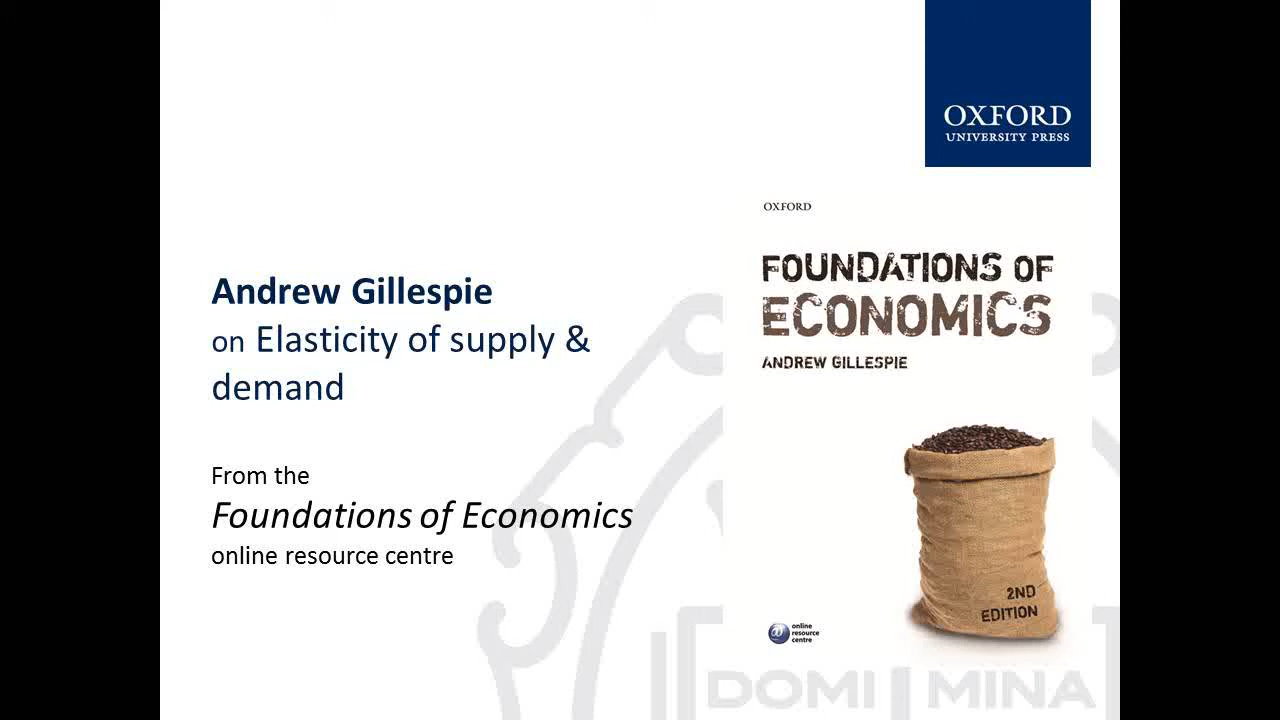 OXFORD
UNIVERSITY PRESS
Andrew Gillespie
on Elasticity of supply &
demand
From the
Foundations of Economics
online resource centre
OXFORD
FOUNDATIONS OF
ECONOMICS
ANDREW GILLESPIE
2ND
EDITION
online
resource
centre
DOMI MINA